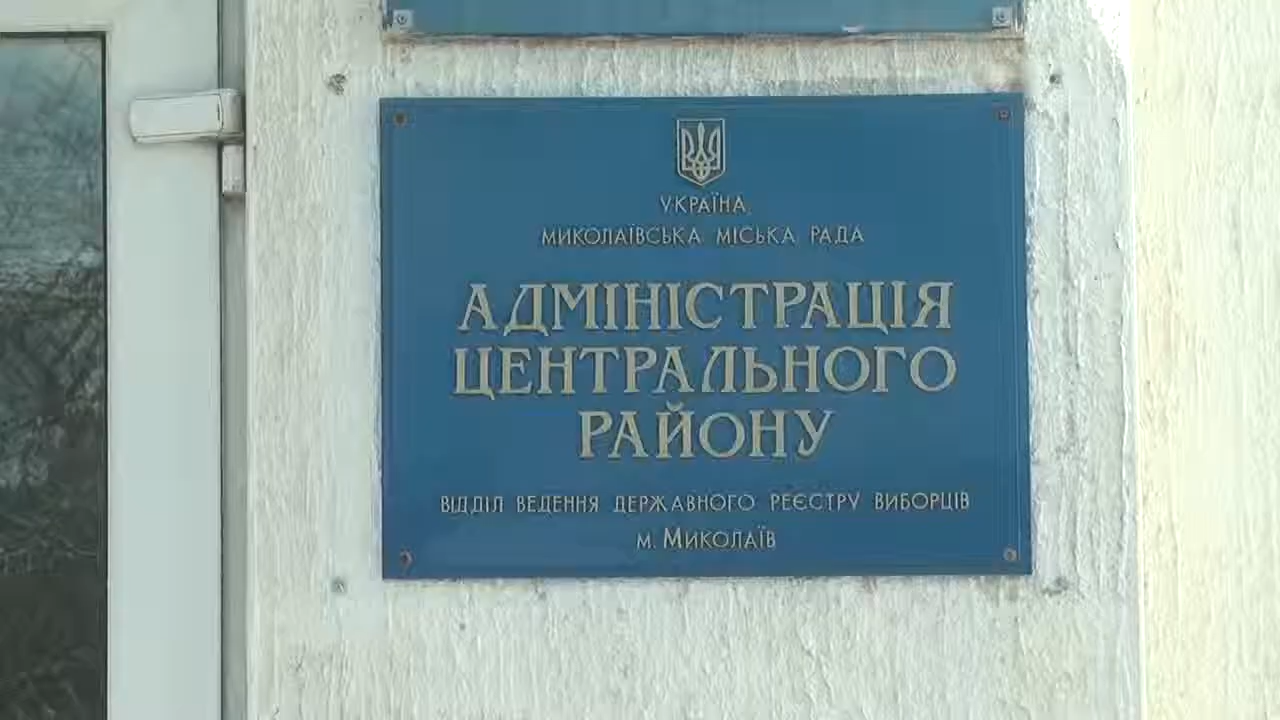 УКРАЇНА
МИКОЛАЇВСЬКА МІСЬКА РАДА
АДМІНІСТРАЦІЯ
ЦЕНТРАЛЬНОГО
РАЙОНУ
ВІДДІЛ ВЕДЕННЯ ДЕРЖАВНОГО РЕЄСТРУ ВИБОРЦІВ
м. МИКОЛАЇВ